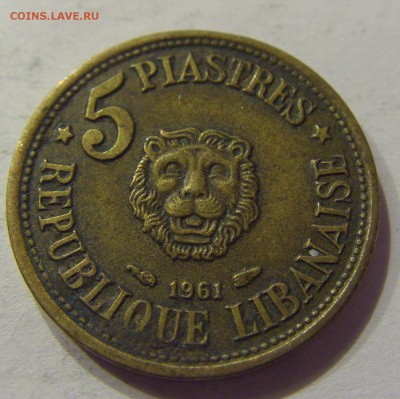 COINS.LAVE.RU
5 PIASTRES
1961
REPUBLIQUE LIBANAISE